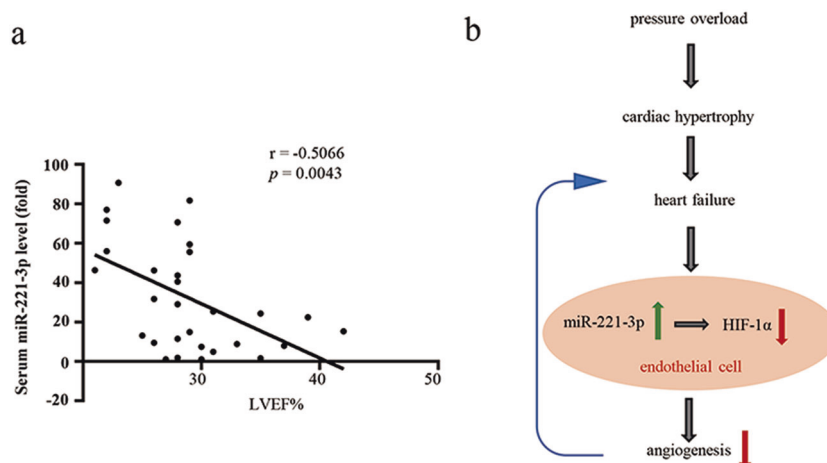 a
r = -0.5066
p = 0.0043
Serum miR-221-3p level (fold)
100
80
60
40
20
0
-20
30
40
50
LVEF%
b
pressure overload
cardiac hypertrophy
heart failure
miR-221-3p
HIF-1α
endothelial cell
angiogenesis